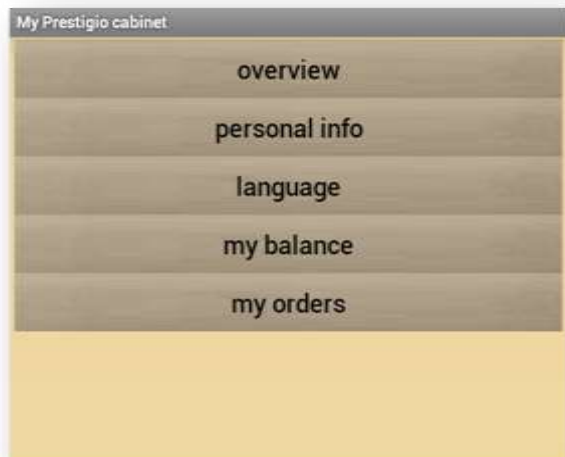 My Prestigio cabinet
overview
personal info
language
my balance
my orders